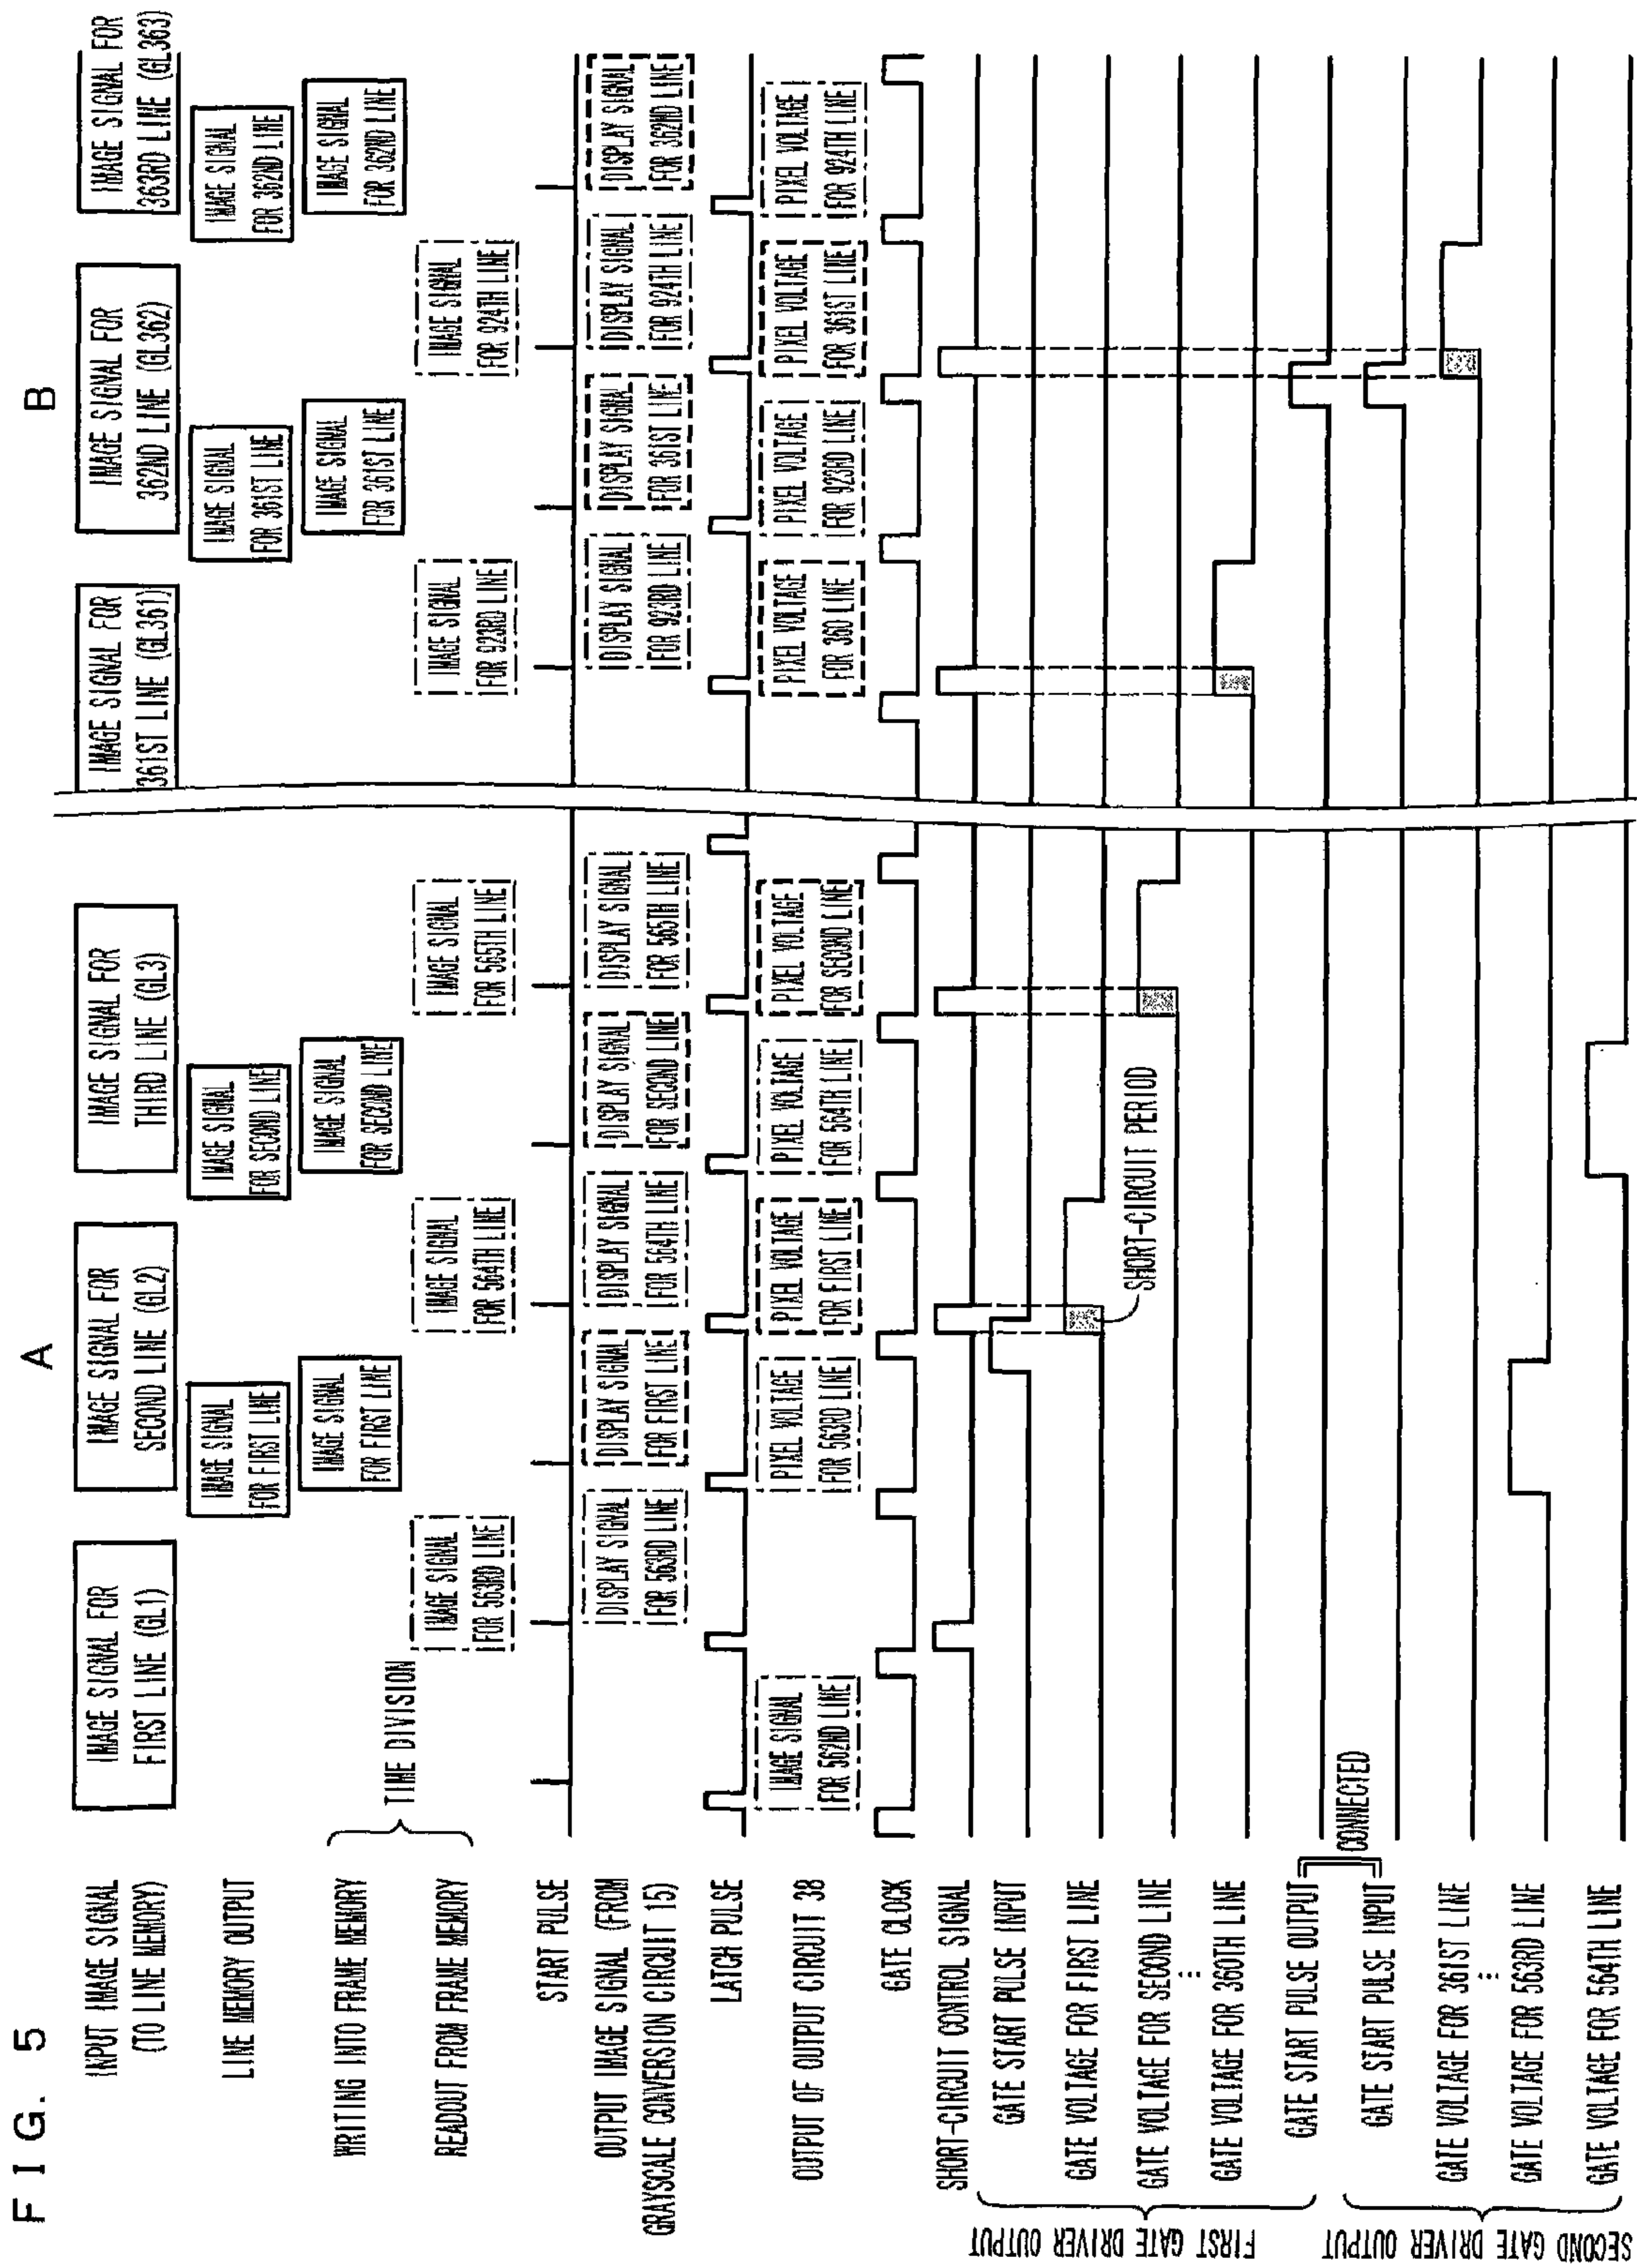 FIG. 5
A
B
INPUT IMAGE SIGNAL
(TO LINE MEMORY)
IMAGE SIGNAL FOR
FIRST LINE (GL1)
IMAGE SIGNAL FOR
SECOND LINE (GL2)
IMAGE SIGNAL FOR
THIRD LINE (GL3)
IMAGE SIGNAL FOR
361ST LINE (GL361)
IMAGE SIGNAL FOR
362ND LINE (GL362)
IMAGE SIGNAL FOR
363RD LINE (GL363)
LINE MEMORY OUTPUT
IMAGE SIGNAL
FOR FIRST LINE
IMAGE SIGNAL
FOR SECOND LINE
IMAGE SIGNAL
FOR 361ST LINE
IMAGE SIGNAL
FOR 362ND LINE
WRITING INTO FRAME MEMORY
IMAGE SIGNAL
FOR FIRST LINE
IMAGE SIGNAL
FOR SECOND LINE
IMAGE SIGNAL
FOR 361ST LINE
IMAGE SIGNAL
FOR 362ND LINE
TIME DIVISION
READOUT FROM FRAME MEMORY
IMAGE SIGNAL
FOR 563RD LINE
IMAGE SIGNAL
FOR 564TH LINE
IMAGE SIGNAL
FOR 565TH LINE
IMAGE SIGNAL
FOR 923RD LINE
IMAGE SIGNAL
FOR 924TH LINE
START PULSE
OUTPUT IMAGE SIGNAL (FROM
GRAYSCALE CONVERSION CIRCUIT 15)
DISPLAY SIGNAL
FOR 563RD LINE
DISPLAY SIGNAL
FOR FIRST LINE
DISPLAY SIGNAL
FOR 564TH LINE
DISPLAY SIGNAL
FOR SECOND LINE
DISPLAY SIGNAL
FOR 565TH LINE
DISPLAY SIGNAL
FOR 923RD LINE
DISPLAY SIGNAL
FOR 361ST LINE
DISPLAY SIGNAL
FOR 924TH LINE
DISPLAY SIGNAL
FOR 362ND LINE
LATCH PULSE
OUTPUT OF OUTPUT CIRCUIT 38
IMAGE SIGNAL
FOR 562ND LINE
PIXEL VOLTAGE
FOR 563RD LINE
PIXEL VOLTAGE
FOR FIRST LINE
PIXEL VOLTAGE
FOR 564TH LINE
PIXEL VOLTAGE
FOR SECOND LINE
PIXEL VOLTAGE
FOR 360 LINE
PIXEL VOLTAGE
FOR 923RD LINE
PIXEL VOLTAGE
FOR 361ST LINE
PIXEL VOLTAGE
FOR 924TH LINE
GATE CLOCK
SHORT-CIRCUIT CONTROL SIGNAL
FIRST GATE DRIVER OUTPUT
GATE START PULSE INPUT
GATE VOLTAGE FOR FIRST LINE
SHORT-CIRCUIT PERIOD
GATE VOLTAGE FOR SECOND LINE
GATE VOLTAGE FOR 360TH LINE
GATE START PULSE OUTPUT
CONNECTED
SECOND GATE DRIVER OUTPUT
GATE START PULSE INPUT
GATE VOLTAGE FOR 361ST LINE
GATE VOLTAGE FOR 563RD LINE
GATE VOLTAGE FOR 564TH LINE